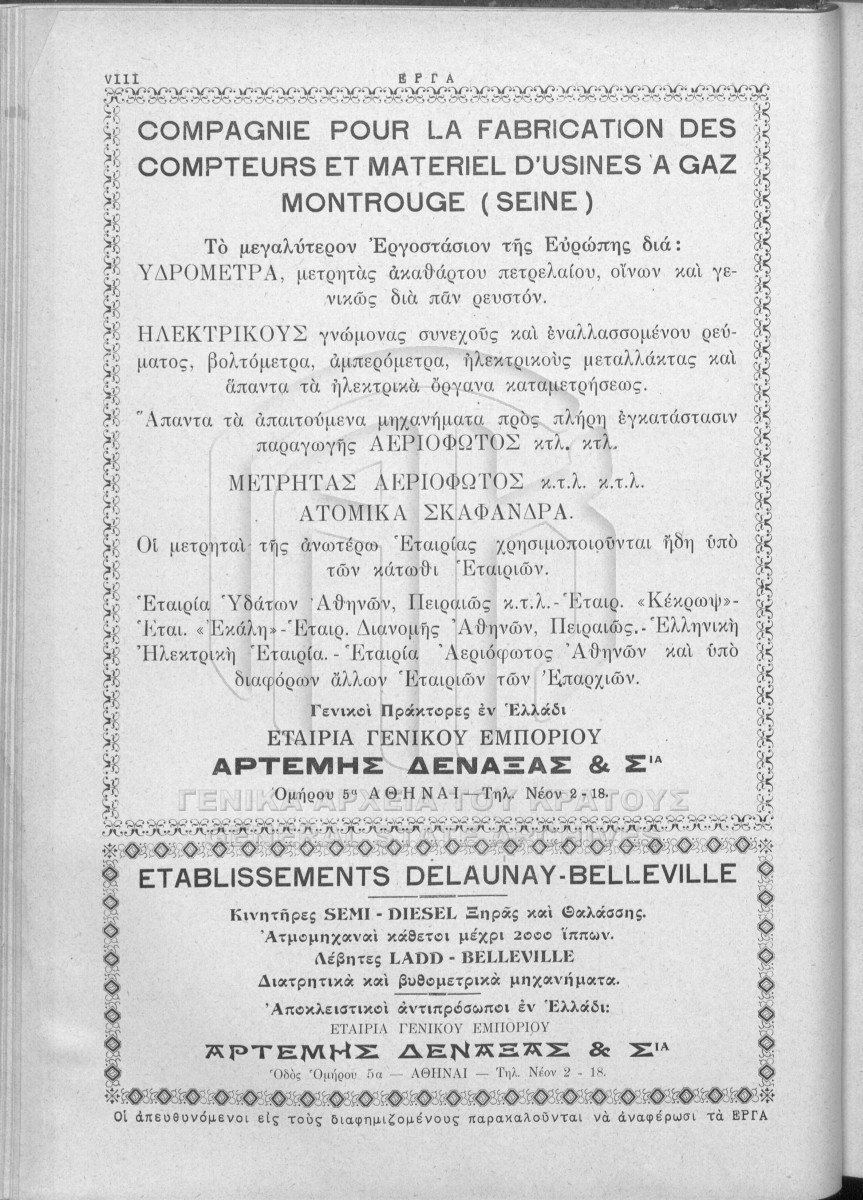 VIII ΕΡΓΑ
COMPAGNIE POUR LA FABRICATION DES
COMPTEURS ET MATERIEL D'USINES A GAZ
MONTROUGE (SEINE)
Τὸ μεγαλύτερον Ἐργοστάσιον τῆς Εὐρώπης διά:
ΥΔΡΟΜΕΤΡΑ, μετρητὰς ἀκαθάρτου πετρελαίου, οἴνων καὶ γε-
νικῶς διὰ πᾶν ρευστόν.
ΗΛΕΚΤΡΙΚΟΥΣ γνώμονας συνεχοῦς καὶ ἐναλλασσομένου ρεύ-
ματος, βολτόμετρα, ἀμπερόμετρα, ἠλεκτρικοὺς μεταλλάκτας καὶ
ἅπαντα τὰ ἠλεκτρικὰ ὄργανα καταμετρήσεως.
Ἅπαντα τὰ ἀπαιτούμενα μηχανήματα πρὸς πλήρη ἐγκατάστασιν
παραγωγῆς ΑΕΡΙΟΦΩΤΟΣ κτλ. κτλ.
ΜΕΤΡΗΤΑΣ ΑΕΡΙΟΦΩΤΟΣ κ.τ.λ. κ.τ.λ.
ΑΤΟΜΙΚΑ ΣΚΑΦΑΝΔΡΑ.
Οἱ μετρηταὶ τῆς ἀνωτέρω Ἑταιρίας χρησιμοποιοῦνται ἤδη ὑπὸ
τῶν κάτωθι Ἑταιριῶν.
Ἑταιρία Ὑδάτων Ἀθηνῶν, Πειραιῶς κ.τ.λ.-Ἑταιρ. «Κέκρωψ»-
Ἑται. «Ἑκάλη»-Ἑταιρ. Διανομῆς Ἀθηνῶν, Πειραιῶς.-Ἑλληνικὴ
Ἠλεκτρικὴ Ἑταιρία.-Ἑταιρία Ἀεριόφωτος Ἀθηνῶν καὶ ὑπὸ
διαφόρων ἄλλων Ἑταιριῶν τῶν Ἐπαρχιῶν.
Γενικοὶ Πράκτορες ἐν Ἑλλάδι
ΕΤΑΙΡΙΑ ΓΕΝΙΚΟΥ ΕΜΠΟΡΙΟΥ
ΑΡΤΕΜΗΣ ΔΕΝΑΞΑΣ & ΣΙΑ
Ὁμήρου 5α ΑΘΗΝΑΙ—Τηλ. Νέον 2-18.
ΓΕΝΙΚΑ ΑΡΧΕΙΑ ΤΟΥ ΚΡΑΤΟΥΣ
ETABLISSEMENTS DELAUNAY-BELLEVILLE
Κινητῆρες SEMI - DIESEL Ξηρᾶς καὶ Θαλάσσης.
Ἀτμομηχαναὶ κάθετοι μέχρι 2000 ἵππων.
Λέβητες LADD - BELLEVILLE
Διατρητικὰ καὶ βυθομετρικὰ μηχανήματα.
Ἀποκλειστικοὶ ἀντιπρόσωποι ἐν Ἑλλάδι:
ΕΤΑΙΡΙΑ ΓΕΝΙΚΟΥ ΕΜΠΟΡΙΟΥ
ΑΡΤΕΜΗΣ ΔΕΝΑΞΑΣ & ΣΙΑ
Ὁδὸς Ὁμήρου 5α — ΑΘΗΝΑΙ — Τηλ. Νέον 2 - 18.
Οἱ ἀπευθυνόμενοι εἰς τοὺς διαφημιζομένους παρακαλοῦνται νὰ ἀναφέρωσι τὰ ΕΡΓΑ